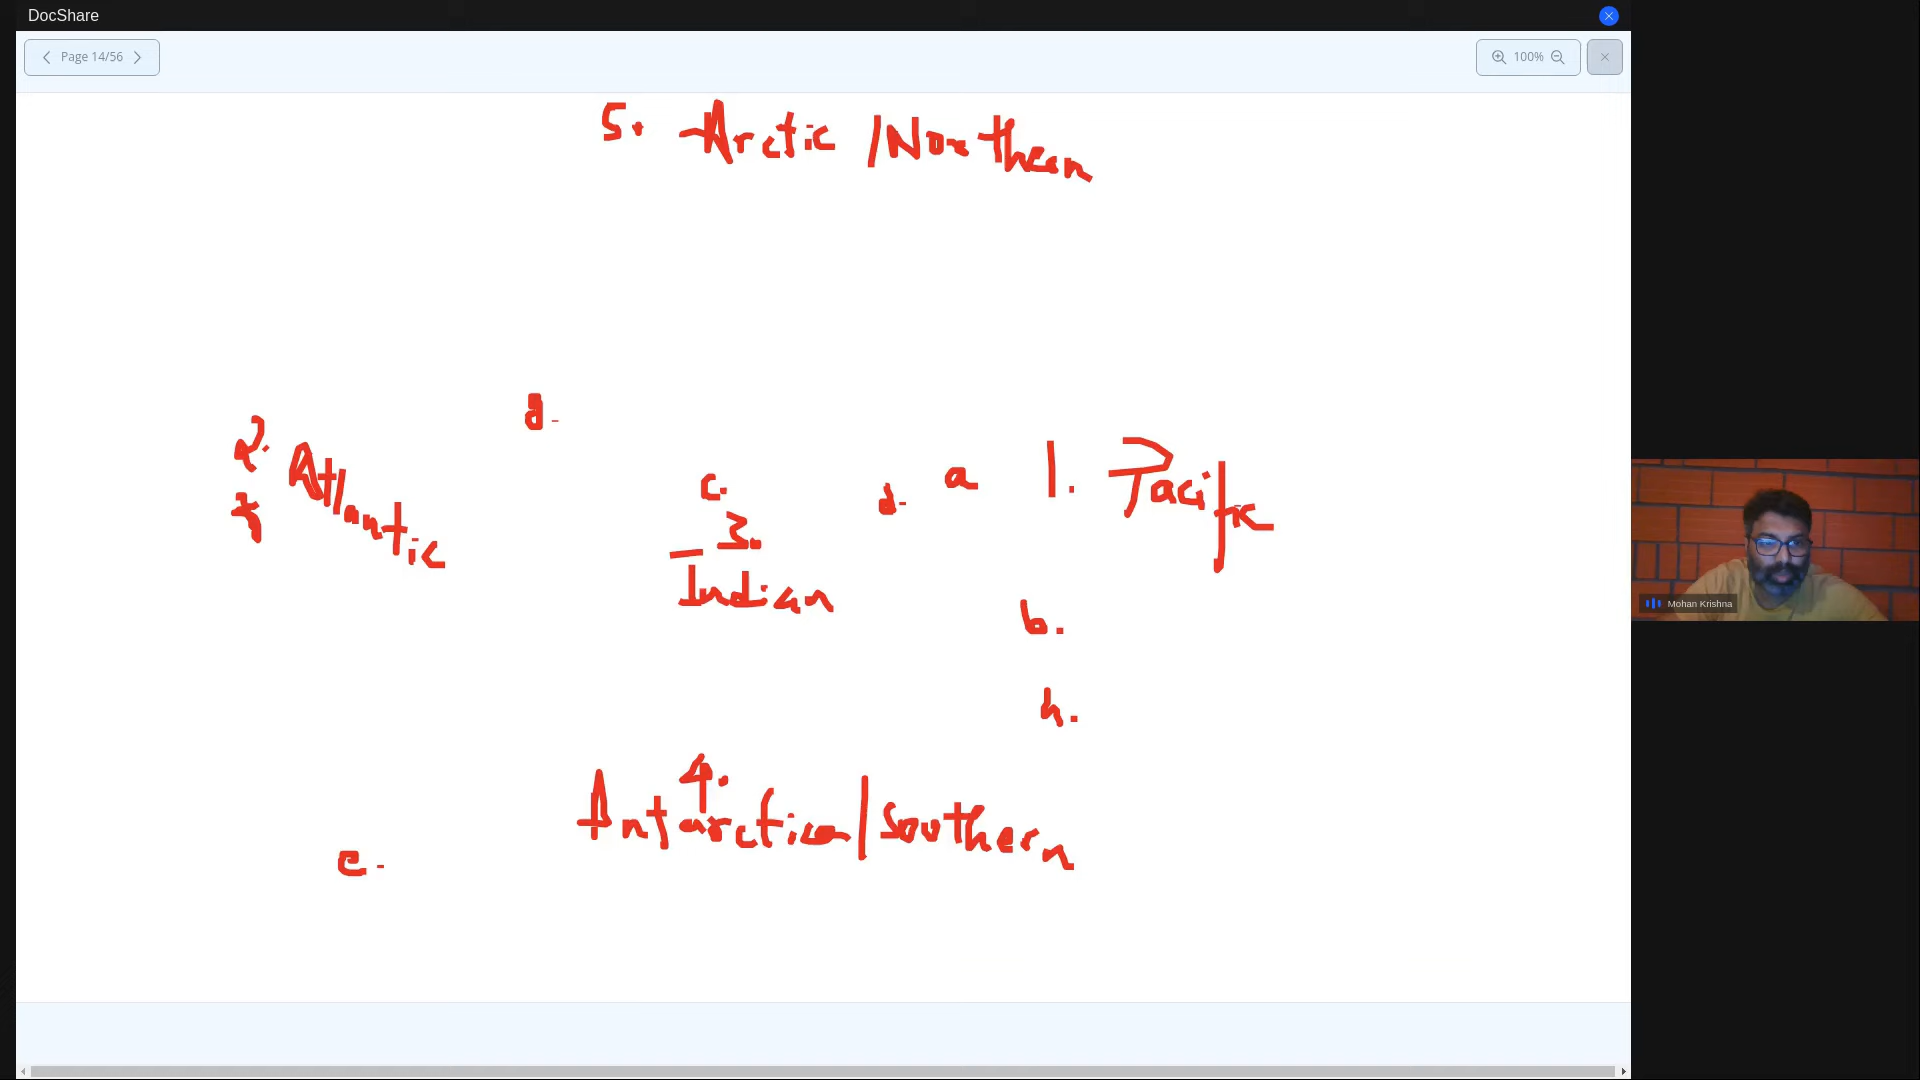 DocShare
Page 14/56
100%
5. Arctic / Northern
2. Atlantic
c.
3.
Indian
d.
a
1. Pacific
b.
h.
4.
Antarctica / Southern
e.
Mohan Krishna